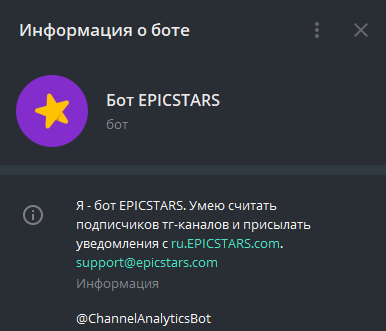 Информация о боте
Бот EPICSTARS
бот
Я - бот EPICSTARS. Умею считать
подписчиков тг-каналов и присылать
уведомления с ru.EPICSTARS.com.
support@epicstars.com
Информация
@ChannelAnalyticsBot